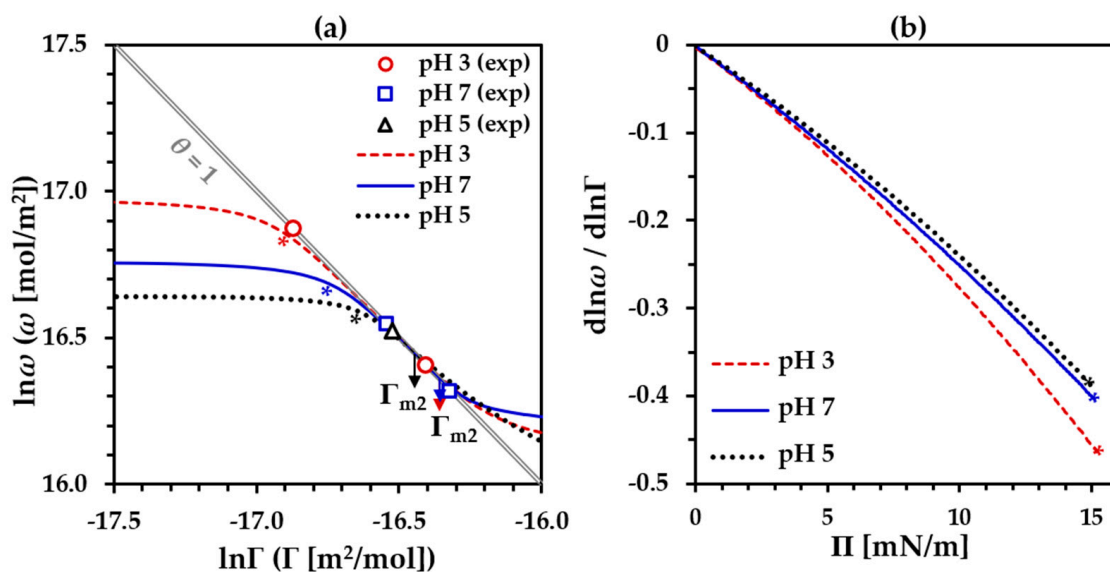 (a)
17.5
17.0
16.5
16.0
lnω (ω [mol/m²])
θ = 1
pH 3 (exp)
pH 7 (exp)
pH 5 (exp)
pH 3
pH 7
pH 5
*
*
*
Γm2
Γm2
-17.5
-17.0
-16.5
-16.0
lnΓ (Γ [m²/mol])
(b)
0
-0.1
-0.2
-0.3
-0.4
-0.5
dlnω / dlnΓ
pH 3
pH 7
pH 5
*
*
*
0
5
10
15
Π [mN/m]